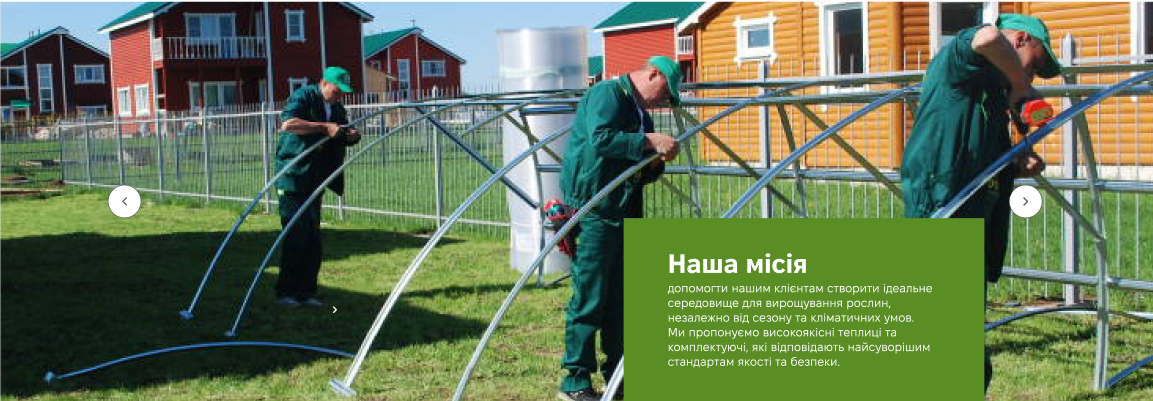 Наша місія
допомогти нашим клієнтам створити ідеальне
середовище для вирощування рослин,
незалежно від сезону та кліматичних умов.
Ми пропонуємо високоякісні теплиці та
комплектуючі, які відповідають найсуворішим
стандартам якості та безпеки.